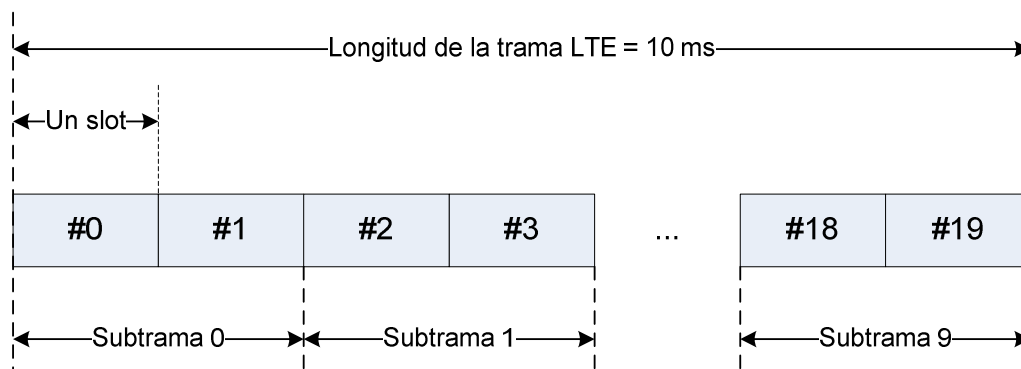 Longitud de la trama LTE = 10 ms
Un slot
#0 #1 #2 #3 ... #18 #19
Subtrama 0 Subtrama 1 Subtrama 9